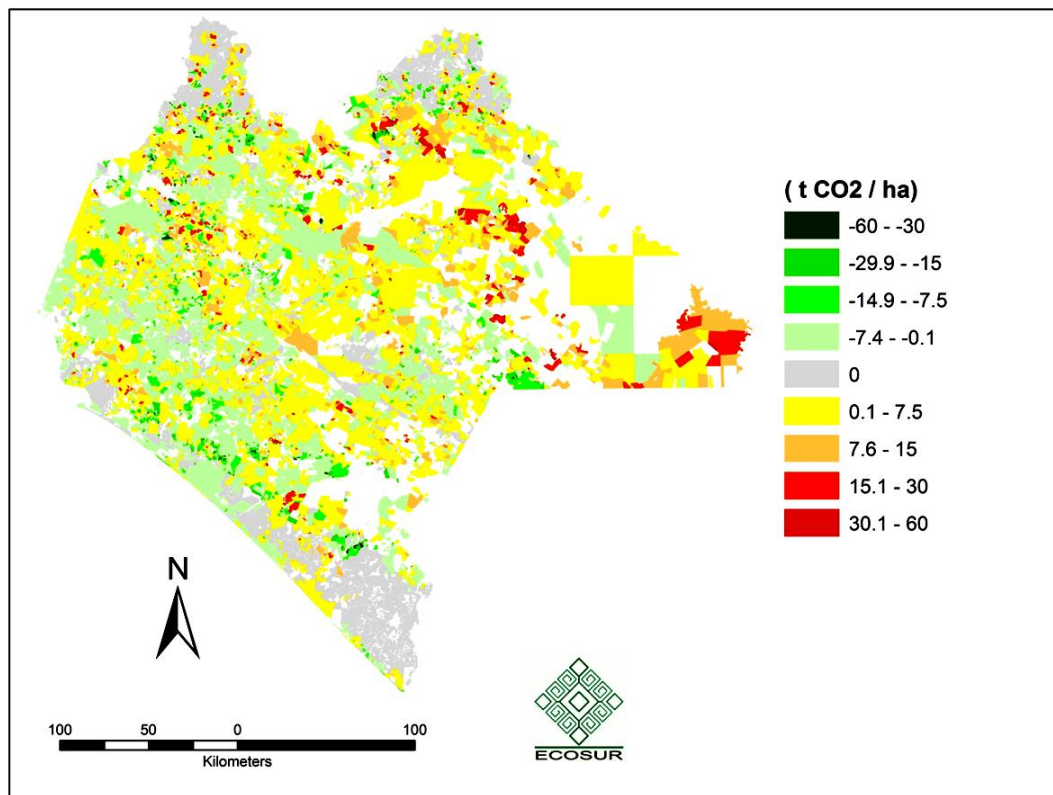 ( t CO2 / ha)
-60 - -30
-29.9 - -15
-14.9 - -7.5
-7.4 - -0.1
0
0.1 - 7.5
7.6 - 15
15.1 - 30
30.1 - 60
N
100 50 0 100
Kilometers
ECOSUR